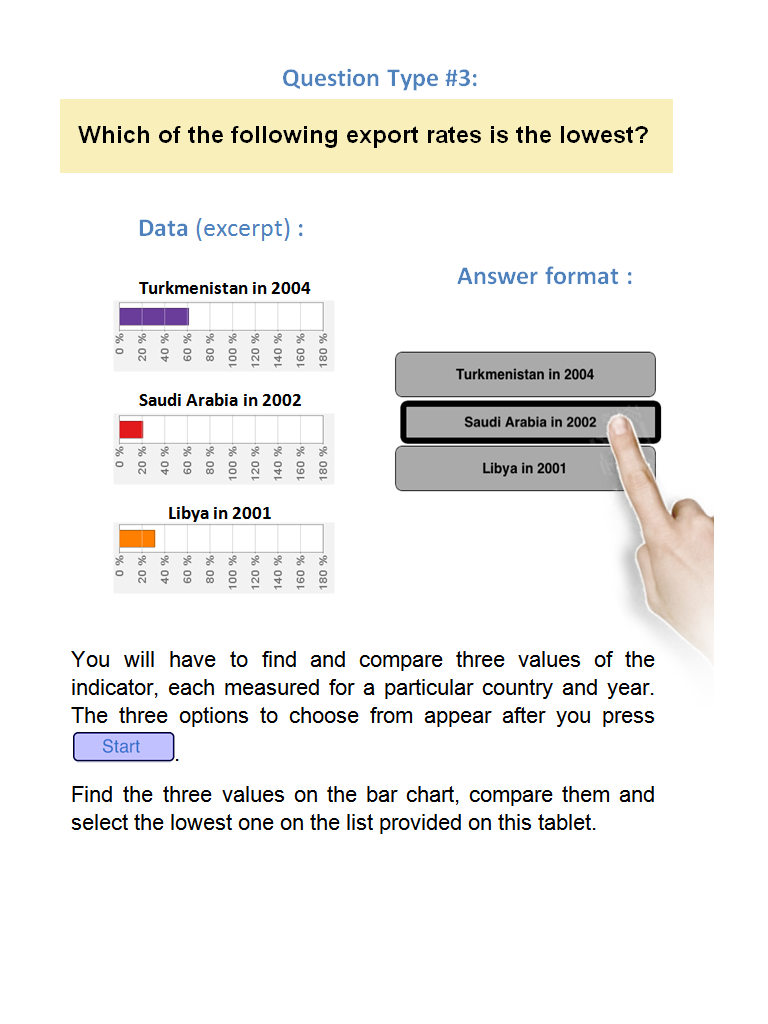 Question Type #3:
Which of the following export rates is the lowest?
Data (excerpt) :
Turkmenistan in 2004
0 % 20 % 40 % 60 % 80 % 100 % 120 % 140 % 160 % 180 %
Saudi Arabia in 2002
0 % 20 % 40 % 60 % 80 % 100 % 120 % 140 % 160 % 180 %
Libya in 2001
0 % 20 % 40 % 60 % 80 % 100 % 120 % 140 % 160 % 180 %
Answer format :
Turkmenistan in 2004
Saudi Arabia in 2002
Libya in 2001
You will have to find and compare three values of the
indicator, each measured for a particular country and year.
The three options to choose from appear after you press
Start .
Find the three values on the bar chart, compare them and
select the lowest one on the list provided on this tablet.